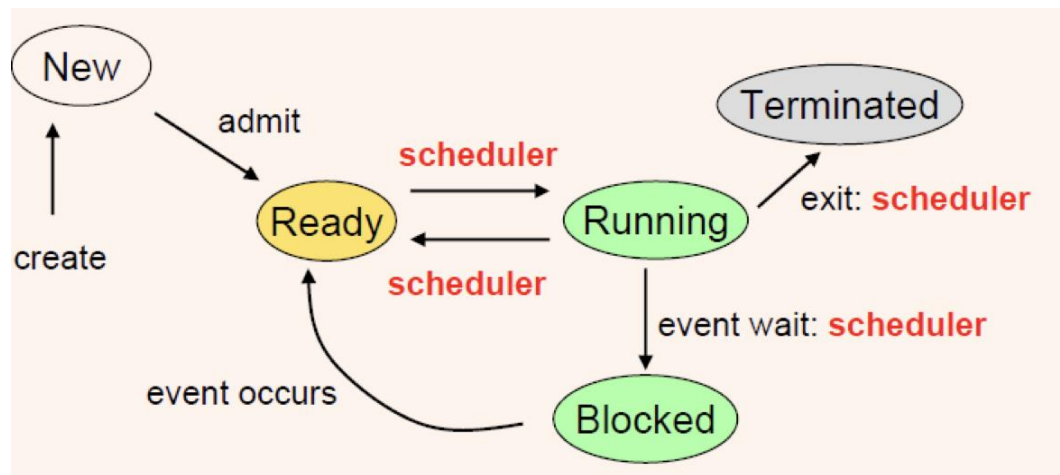 New
Terminated
admit
scheduler
Ready
Running
exit: scheduler
create
scheduler
event wait: scheduler
event occurs
Blocked